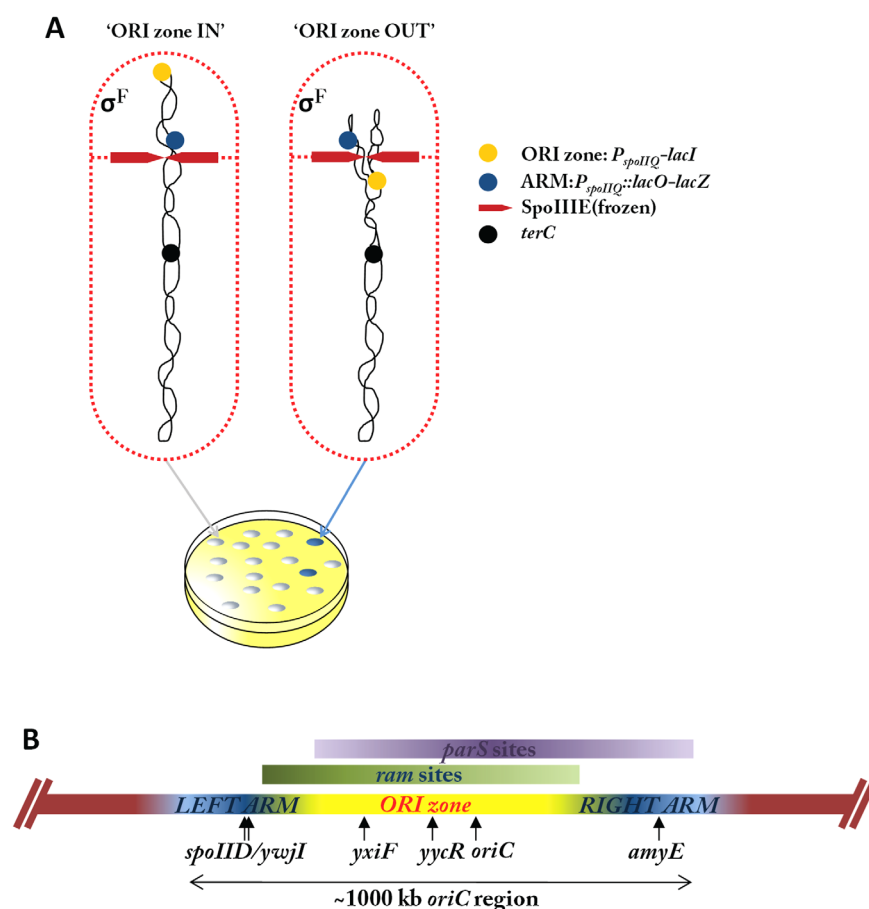 A
'ORI zone IN'
'ORI zone OUT'
σF
σF
ORI zone: PspoIIQ-lacI
ARM:PspoIIQ::lacO-lacZ
SpoIIIE(frozen)
terC
B
parS sites
ram sites
LEFT ARM ORI zone RIGHT ARM
spoIID/ywjI yxiF yycR oriC amyE
~1000 kb oriC region